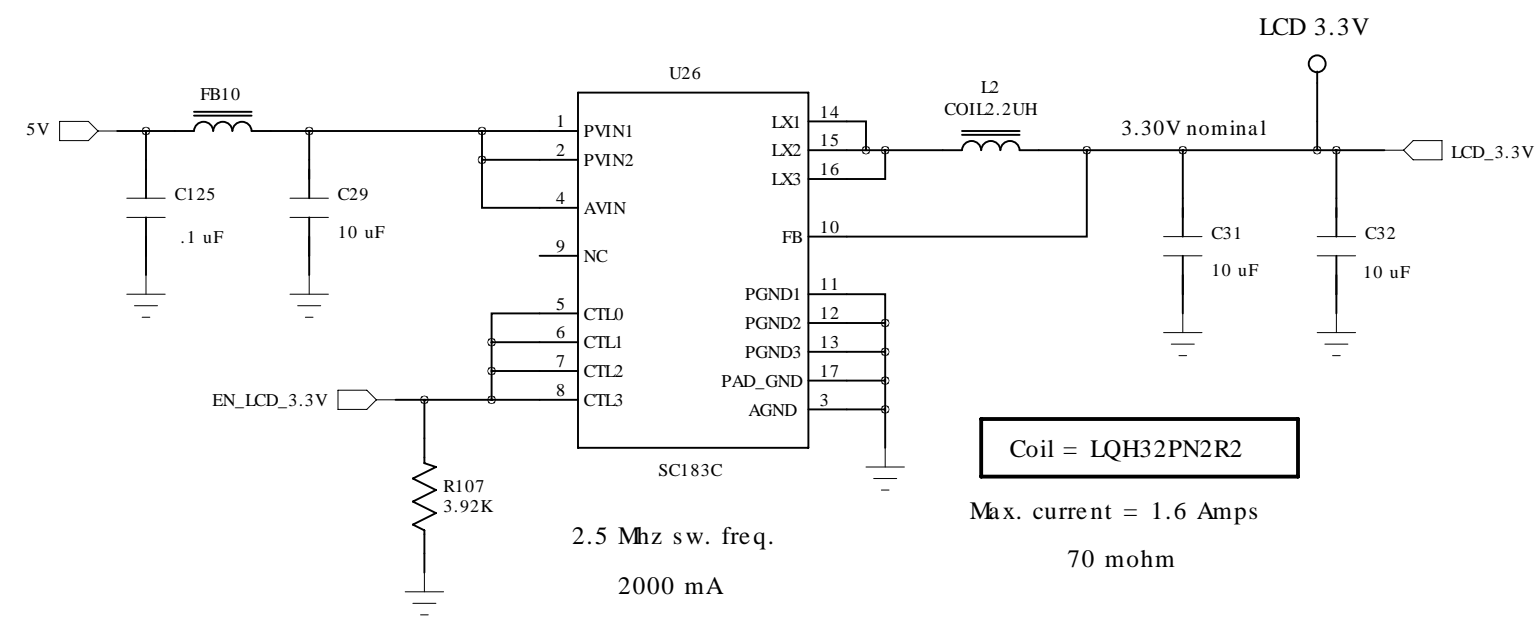 LCD 3.3V
U26
FB10
L2
COIL2.2UH
5V
1
PVIN1
LX1
14
3.30V nominal
2
PVIN2
LX2
15
LCD_3.3V
LX3
16
C125
.1 uF
C29
10 uF
4
AVIN
FB
10
C31
10 uF
C32
10 uF
9
NC
5
CTL0
PGND1
11
6
CTL1
PGND2
12
7
CTL2
PGND3
13
EN_LCD_3.3V
8
CTL3
PAD_GND
17
AGND
3
SC183C
Coil = LQH32PN2R2
R107
3.92K
Max. current = 1.6 Amps
2.5 Mhz sw. freq.
70 mohm
2000 mA